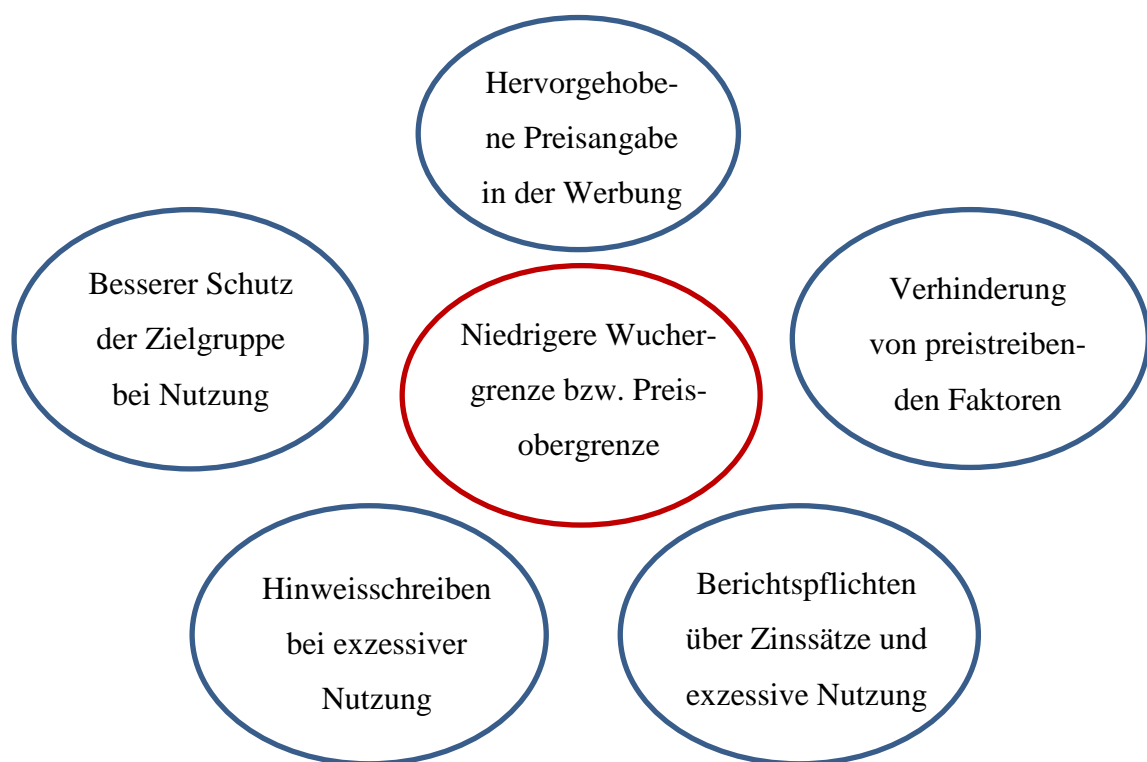 Hervorgehobe-
ne Preisangabe
in der Werbung
Besserer Schutz
der Zielgruppe
bei Nutzung
Niedrigere Wucher-
grenze bzw. Preis-
obergrenze
Verhinderung
von preistreiben-
den Faktoren
Hinweisschreiben
bei exzessiver
Nutzung
Berichtspflichten
über Zinssätze und
exzessive Nutzung